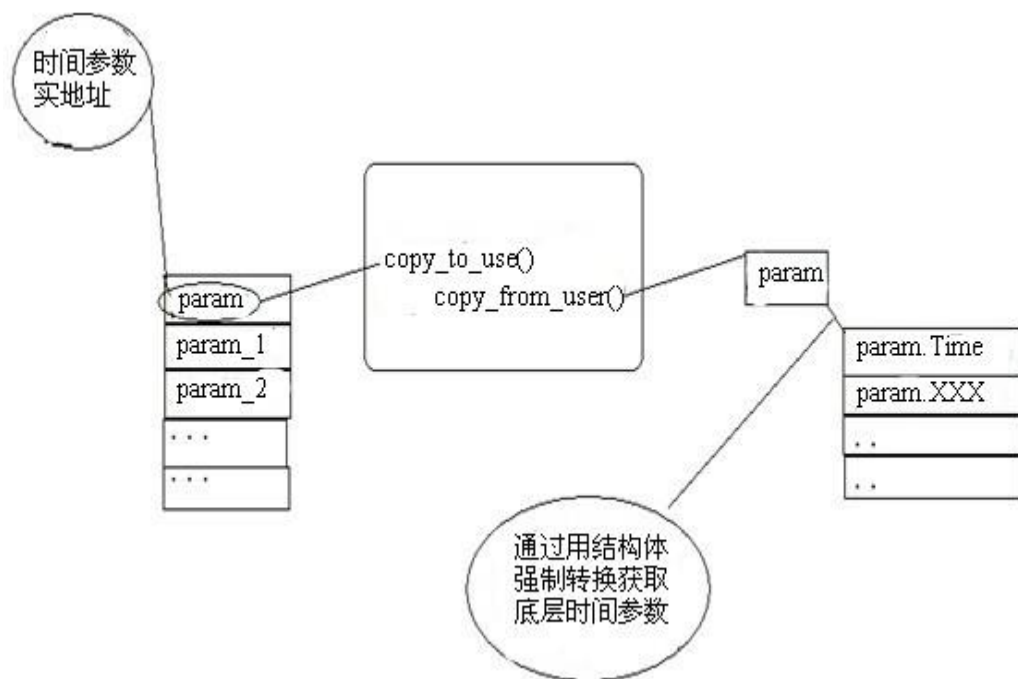 时间参数
实地址
copy_to_use()
copy_from_user()
param
param
param_1
param_2
. . .
. . .
param.Time
param.XXX
. .
. .
通过用结构体
强制转换获取
底层时间参数